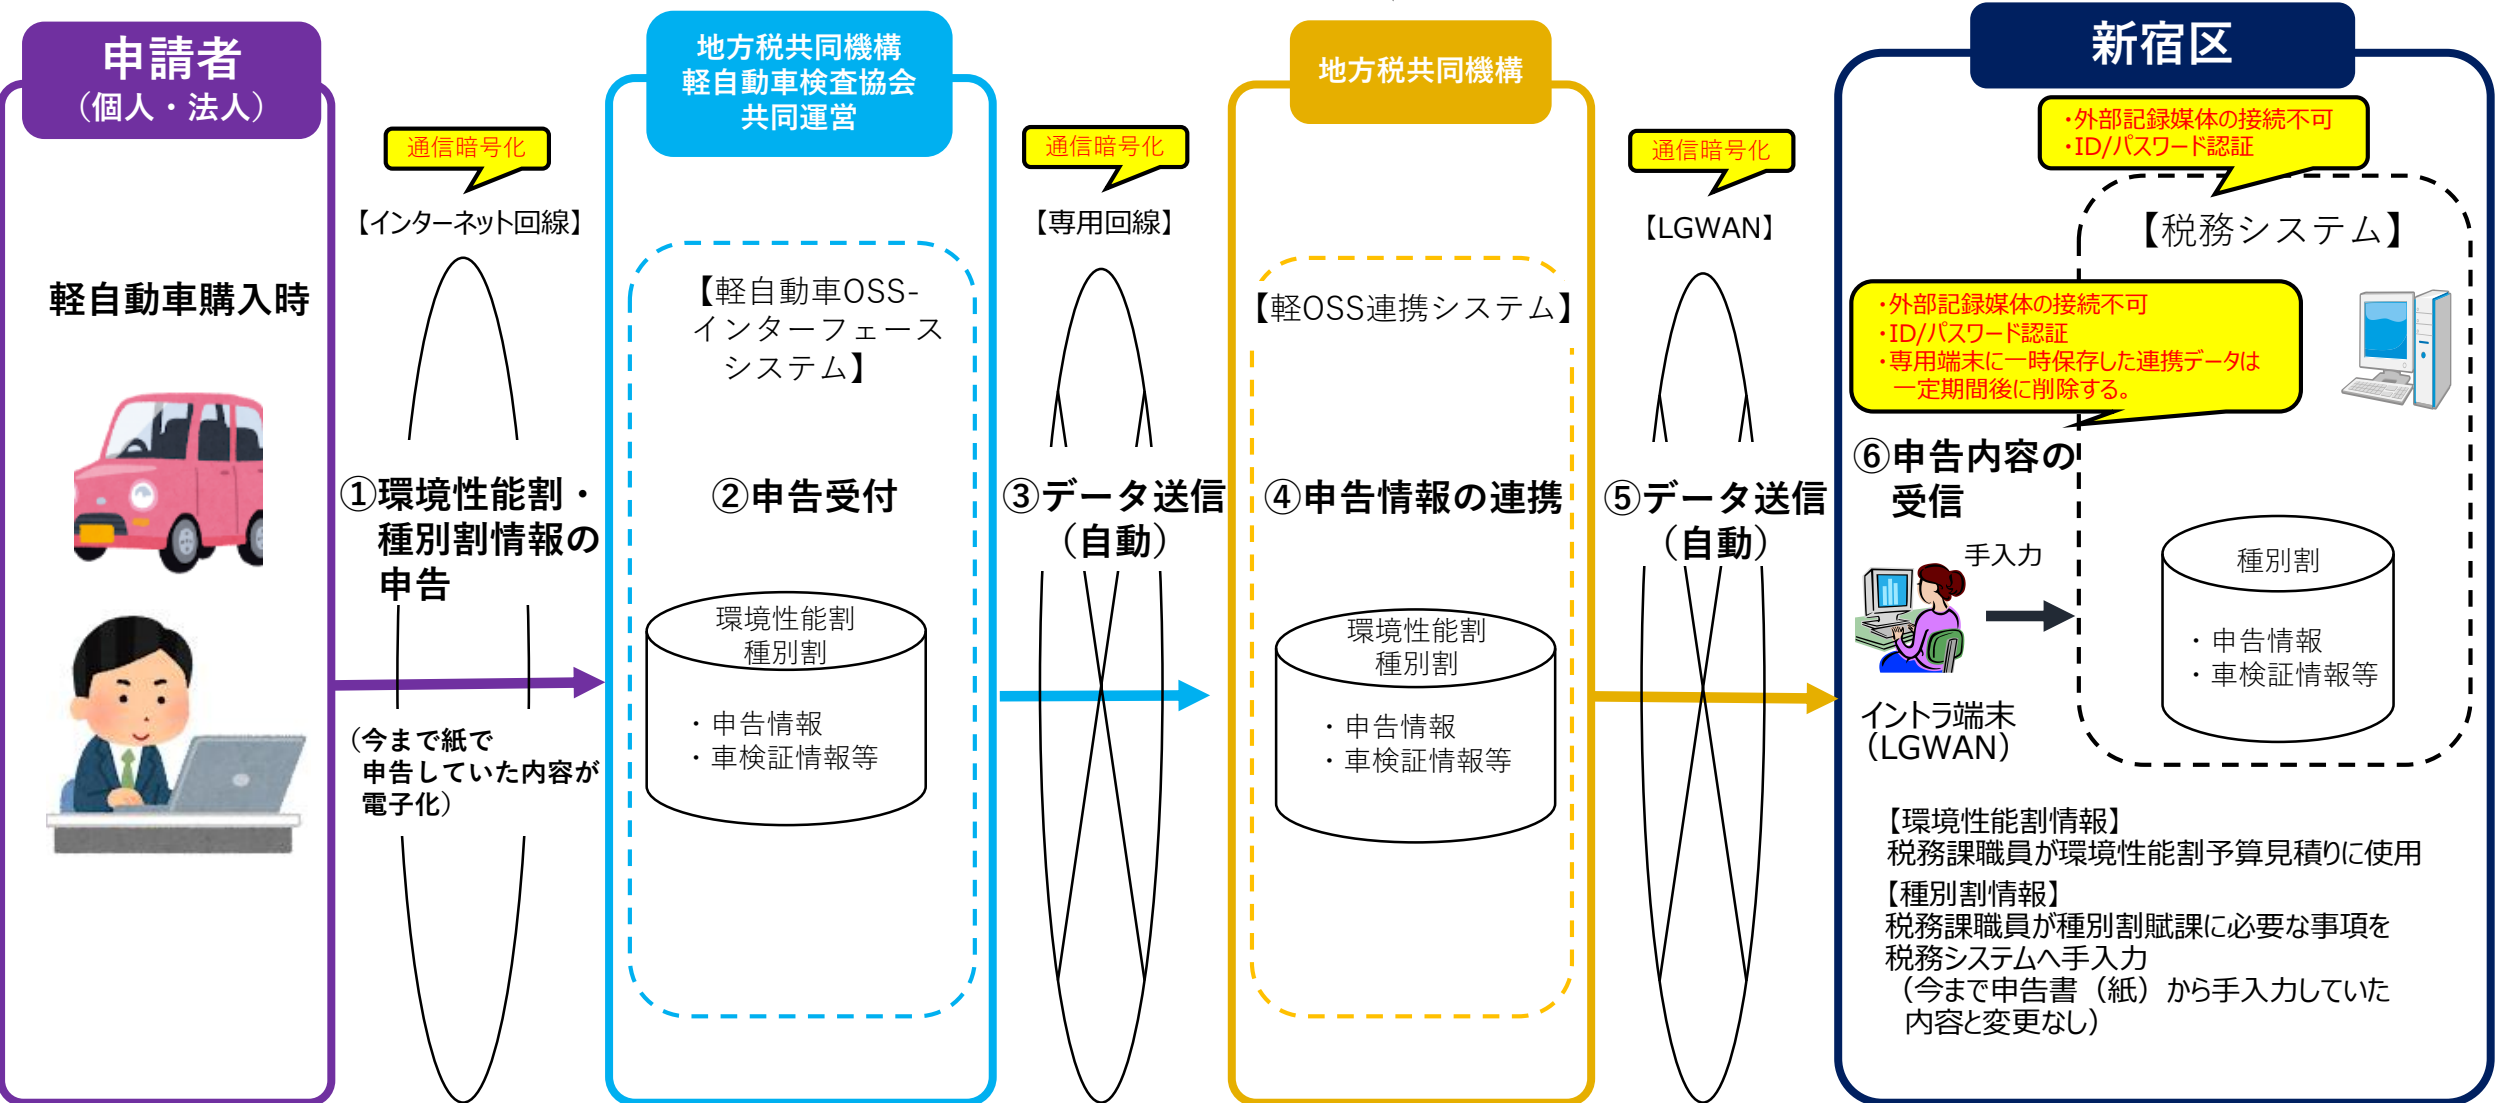 申請者
（個人・法人）
軽自動車購入時
通信暗号化
【インターネット回線】
①環境性能割・
種別割情報の
申告
（今まで紙で
申告していた内容が
電子化）
地方税共同機構
軽自動車検査協会
共同運営
【軽自動車OSS-
インターフェース
システム】
②申告受付
環境性能割
種別割
・申告情報
・車検証情報等
通信暗号化
【専用回線】
③データ送信
（自動）
地方税共同機構
【軽OSS連携システム】
④申告情報の連携
環境性能割
種別割
・申告情報
・車検証情報等
通信暗号化
【LGWAN】
⑤データ送信
（自動）
新宿区
・外部記録媒体の接続不可
・ID/パスワード認証
【税務システム】
・外部記録媒体の接続不可
・ID/パスワード認証
・専用端末に一時保存した連携データは
一定期間後に削除する。
⑥申告内容の
受信
手入力
イントラ端末
（LGWAN）
種別割
・申告情報
・車検証情報等
【環境性能割情報】
税務課職員が環境性能割予算見積りに使用
【種別割情報】
税務課職員が種別割賦課に必要な事項を
税務システムへ手入力
（今まで申告書（紙）から手入力していた
内容と変更なし）